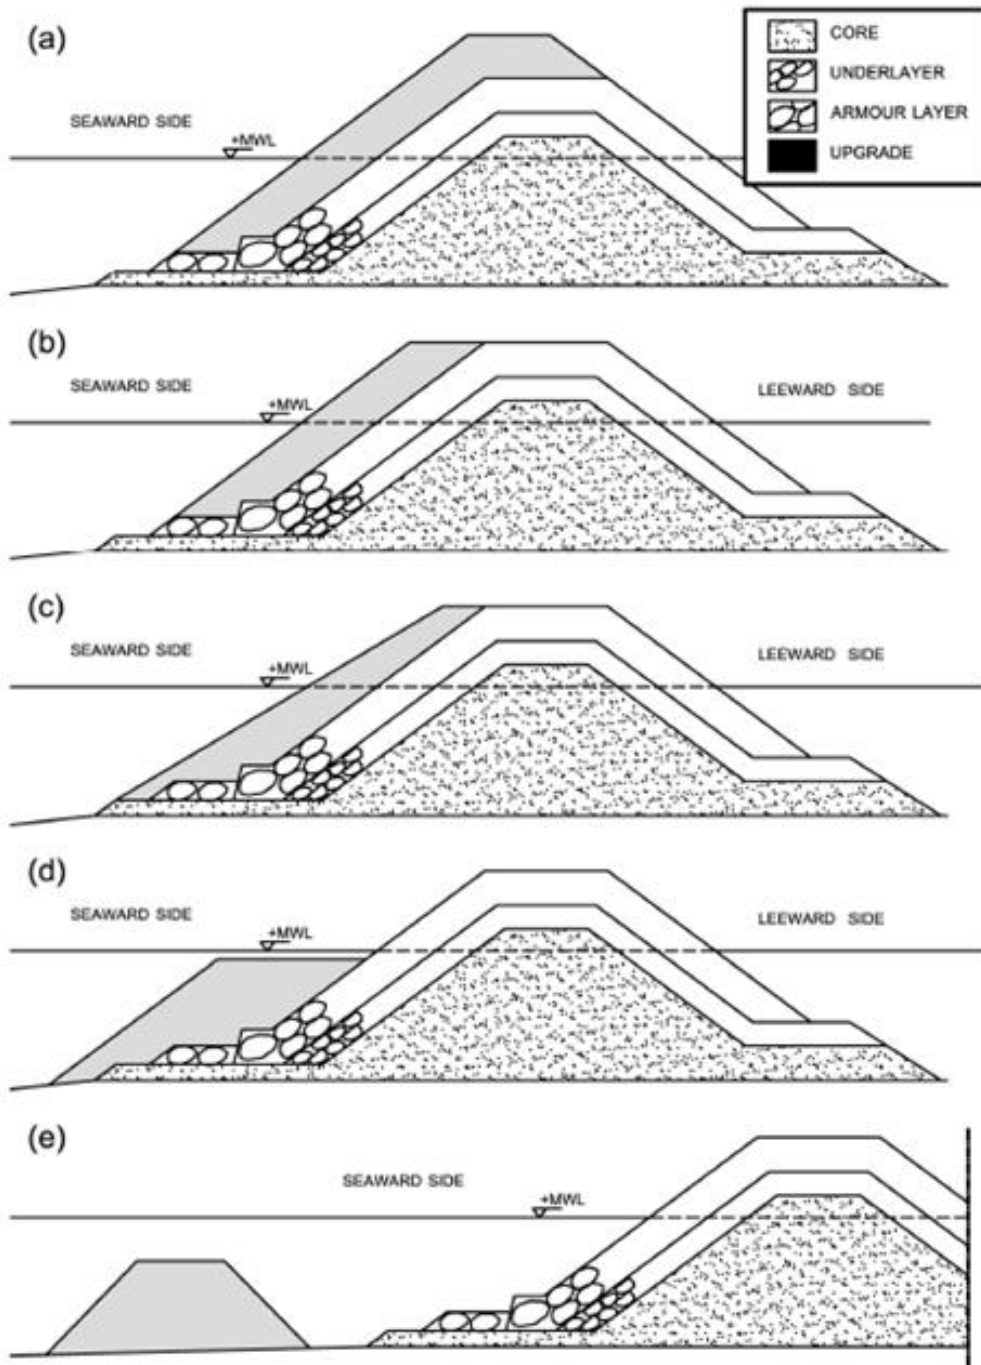 (a)
CORE
UNDERLAYER
ARMOUR LAYER
UPGRADE
SEAWARD SIDE
+MWL
(b)
SEAWARD SIDE
+MWL
LEEWARD SIDE
(c)
SEAWARD SIDE
+MWL
LEEWARD SIDE
(d)
SEAWARD SIDE
+MWL
LEEWARD SIDE
(e)
SEAWARD SIDE
+MWL